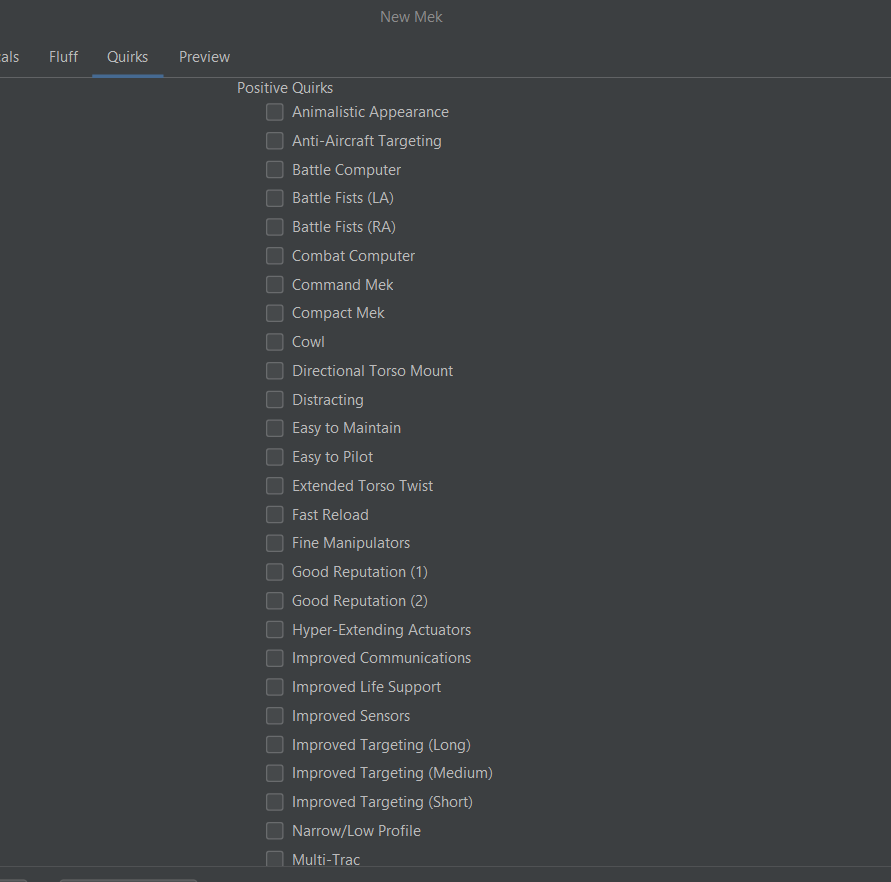 New Mek
als Fluff Quirks Preview
Positive Quirks
Animalistic Appearance
Anti-Aircraft Targeting
Battle Computer
Battle Fists (LA)
Battle Fists (RA)
Combat Computer
Command Mek
Compact Mek
Cowl
Directional Torso Mount
Distracting
Easy to Maintain
Easy to Pilot
Extended Torso Twist
Fast Reload
Fine Manipulators
Good Reputation (1)
Good Reputation (2)
Hyper-Extending Actuators
Improved Communications
Improved Life Support
Improved Sensors
Improved Targeting (Long)
Improved Targeting (Medium)
Improved Targeting (Short)
Narrow/Low Profile
Multi-Trac